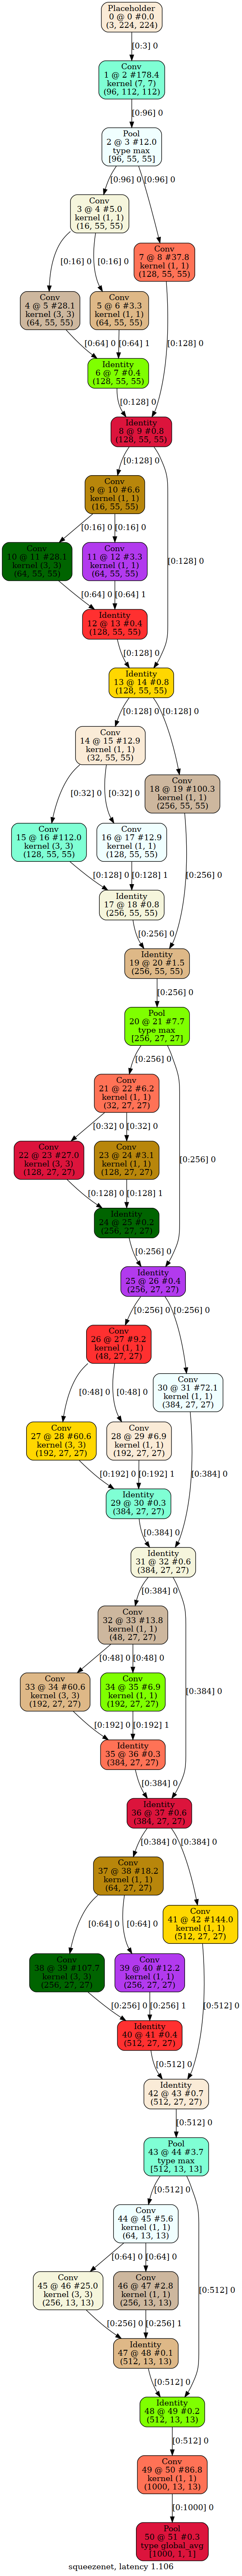 Placeholder
0 @ 0 #0.0
(3, 224, 224)
[0:3] 0
Conv
1 @ 2 #178.4
kernel (7, 7)
(96, 112, 112)
[0:96] 0
Pool
2 @ 3 #12.0
type max
[96, 55, 55]
[0:96] 0 [0:96] 0
Conv
3 @ 4 #5.0
kernel (1, 1)
(16, 55, 55)
Conv
7 @ 8 #37.8
kernel (1, 1)
(128, 55, 55)
[0:16] 0 [0:16] 0
Conv
4 @ 5 #28.1
kernel (3, 3)
(64, 55, 55)
Conv
5 @ 6 #3.3
kernel (1, 1)
(64, 55, 55)
[0:64] 0 [0:64] 1 [0:128] 0
Identity
6 @ 7 #0.4
(128, 55, 55)
[0:128] 0
Identity
8 @ 9 #0.8
(128, 55, 55)
[0:128] 0
Conv
9 @ 10 #6.6
kernel (1, 1)
(16, 55, 55)
[0:16] 0 [0:16] 0
Conv
10 @ 11 #28.1
kernel (3, 3)
(64, 55, 55)
Conv
11 @ 12 #3.3
kernel (1, 1)
(64, 55, 55)
[0:128] 0
[0:64] 0 [0:64] 1
Identity
12 @ 13 #0.4
(128, 55, 55)
[0:128] 0
Identity
13 @ 14 #0.8
(128, 55, 55)
[0:128] 0 [0:128] 0
Conv
14 @ 15 #12.9
kernel (1, 1)
(32, 55, 55)
Conv
18 @ 19 #100.3
kernel (1, 1)
(256, 55, 55)
[0:32] 0 [0:32] 0
Conv
15 @ 16 #112.0
kernel (3, 3)
(128, 55, 55)
Conv
16 @ 17 #12.9
kernel (1, 1)
(128, 55, 55)
[0:128] 0 [0:128] 1 [0:256] 0
Identity
17 @ 18 #0.8
(256, 55, 55)
[0:256] 0
Identity
19 @ 20 #1.5
(256, 55, 55)
[0:256] 0
Pool
20 @ 21 #7.7
type max
[256, 27, 27]
[0:256] 0
Conv
21 @ 22 #6.2
kernel (1, 1)
(32, 27, 27)
[0:32] 0 [0:32] 0
Conv
22 @ 23 #27.0
kernel (3, 3)
(128, 27, 27)
Conv
23 @ 24 #3.1
kernel (1, 1)
(128, 27, 27)
[0:256] 0
[0:128] 0 [0:128] 1
Identity
24 @ 25 #0.2
(256, 27, 27)
[0:256] 0
Identity
25 @ 26 #0.4
(256, 27, 27)
[0:256] 0 [0:256] 0
Conv
26 @ 27 #9.2
kernel (1, 1)
(48, 27, 27)
Conv
30 @ 31 #72.1
kernel (1, 1)
(384, 27, 27)
[0:48] 0 [0:48] 0
Conv
27 @ 28 #60.6
kernel (3, 3)
(192, 27, 27)
Conv
28 @ 29 #6.9
kernel (1, 1)
(192, 27, 27)
[0:192] 0 [0:192] 1 [0:384] 0
Identity
29 @ 30 #0.3
(384, 27, 27)
[0:384] 0
Identity
31 @ 32 #0.6
(384, 27, 27)
[0:384] 0
Conv
32 @ 33 #13.8
kernel (1, 1)
(48, 27, 27)
[0:48] 0 [0:48] 0
Conv
33 @ 34 #60.6
kernel (3, 3)
(192, 27, 27)
Conv
34 @ 35 #6.9
kernel (1, 1)
(192, 27, 27)
[0:384] 0
[0:192] 0 [0:192] 1
Identity
35 @ 36 #0.3
(384, 27, 27)
[0:384] 0
Identity
36 @ 37 #0.6
(384, 27, 27)
[0:384] 0 [0:384] 0
Conv
37 @ 38 #18.2
kernel (1, 1)
(64, 27, 27)
Conv
41 @ 42 #144.0
kernel (1, 1)
(512, 27, 27)
[0:64] 0 [0:64] 0
Conv
38 @ 39 #107.7
kernel (3, 3)
(256, 27, 27)
Conv
39 @ 40 #12.2
kernel (1, 1)
(256, 27, 27)
[0:256] 0 [0:256] 1 [0:512] 0
Identity
40 @ 41 #0.4
(512, 27, 27)
[0:512] 0
Identity
42 @ 43 #0.7
(512, 27, 27)
[0:512] 0
Pool
43 @ 44 #3.7
type max
[512, 13, 13]
[0:512] 0
Conv
44 @ 45 #5.6
kernel (1, 1)
(64, 13, 13)
[0:64] 0 [0:64] 0
Conv
45 @ 46 #25.0
kernel (3, 3)
(256, 13, 13)
Conv
46 @ 47 #2.8
kernel (1, 1)
(256, 13, 13)
[0:512] 0
[0:256] 0 [0:256] 1
Identity
47 @ 48 #0.1
(512, 13, 13)
[0:512] 0
Identity
48 @ 49 #0.2
(512, 13, 13)
[0:512] 0
Conv
49 @ 50 #86.8
kernel (1, 1)
(1000, 13, 13)
[0:1000] 0
Pool
50 @ 51 #0.3
type global_avg
[1000, 1, 1]
squeezenet, latency 1.106